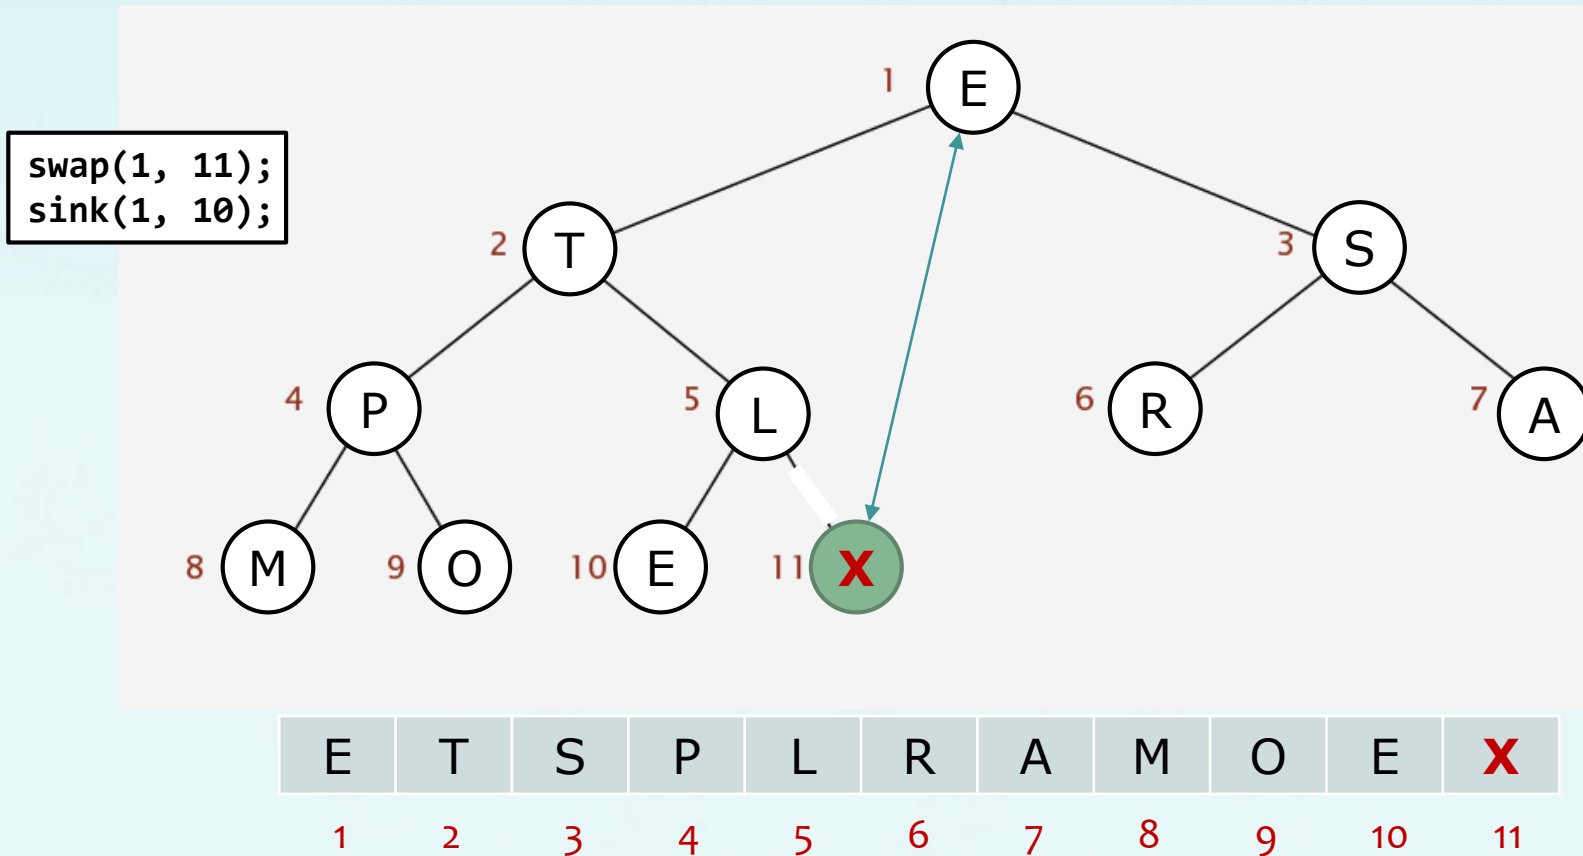 swap(1, 11);
sink(1, 10);
1 E
2 T 3 S
4 P 5 L 6 R 7 A
8 M 9 O 10 E 11 X
E T S P L R A M O E X
1 2 3 4 5 6 7 8 9 10 11